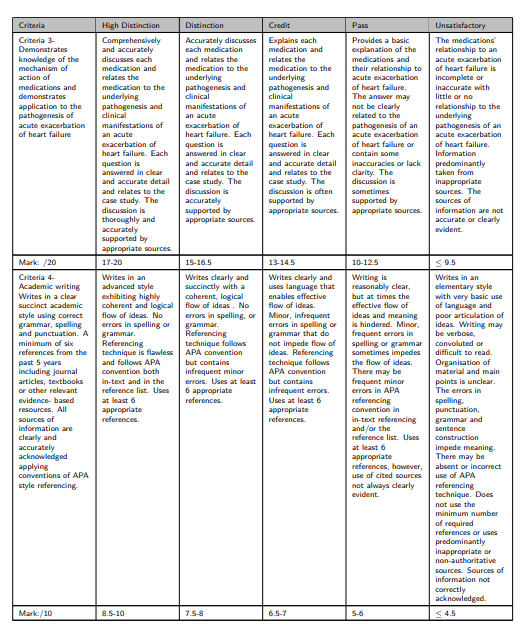 Criteria
High Distinction
Distinction
Credit
Pass
Unsatisfactory
Criteria 3-
Demonstrates
knowledge of the
mechanism of
action of
medications and
demonstrates
application to the
pathogenesis of
acute exacerbation
of heart failure
Comprehensively
and accurately
discusses each
medication and
relates the
medication to the
underlying
pathogenesis and
clinical
manifestations of
an acute
exacerbation of
heart failure. Each
question is
answered in clear
and accurate detail
and relates to the
case study. The
discussion is
thoroughly and
accurately
supported by
appropriate sources.
Accurately discusses
each medication
and relates the
medication to the
underlying
pathogenesis and
clinical
manifestations of
an acute
exacerbation of
heart failure. Each
question is
answered in clear
and accurate detail
and relates to the
case study. The
discussion is
accurately
supported by
appropriate sources.
Explains each
medication and
relates the
medication to the
underlying
pathogenesis and
clinical
manifestations of
an acute
exacerbation of
heart failure. Each
question is
answered in clear
and accurate detail
and relates to the
case study. The
discussion is often
supported by
appropriate sources.
Provides a basic
explanation of the
medications and
their relationship to
acute exacerbation
of heart failure.
The answer may
not be clearly
related to the
pathogenesis of an
acute exacerbation
of heart failure or
contain some
inaccuracies or lack
clarity. The
discussion is
sometimes
supported by
appropriate sources.
The medications'
relationship to an
acute exacerbation
of heart failure is
incomplete or
inaccurate with
little or no
relationship to the
underlying
pathogenesis of an
acute exacerbation
of heart failure.
Information
predominantly
taken from
inappropriate
sources. The
sources of
information are not
accurate or clearly
evident.
Mark: /20
17-20
15-16.5
13-14.5
10-12.5
≤ 9.5
Criteria 4-
Academic writing
Writes in a clear
succinct academic
style using correct
grammar, spelling
and punctuation. A
minimum of six
references from the
past 5 years
including journal
articles, textbooks
or other relevant
evidence- based
resources. All
sources of
information are
clearly and
accurately
acknowledged
applying
conventions of APA
style referencing.
Writes in an
advanced style
exhibiting highly
coherent and logical
flow of ideas. No
errors in spelling or
grammar.
Referencing
technique is flawless
and follows APA
convention both
in-text and in the
reference list. Uses
at least 6
appropriate
references.
Writes clearly and
succinctly with a
coherent, logical
flow of ideas . No
errors in spelling, or
grammar.
Referencing
technique follows
APA convention
but contains
infrequent minor
errors. Uses at least
6 appropriate
references.
Writes clearly and
uses language that
enables effective
flow of ideas.
Minor, infrequent
errors in spelling or
grammar that do
not impede flow of
ideas. Referencing
technique follows
APA convention
but contains
infrequent errors.
Uses at least 6
appropriate
references.
Writing is
reasonably clear,
but at times the
effective flow of
ideas and meaning
is hindered. Minor,
frequent errors in
spelling or grammar
sometimes impedes
the flow of ideas.
There may be
frequent minor
errors in APA
referencing
convention in
in-text referencing
and/or the
reference list. Uses
at least 6
appropriate
references, however,
use of cited sources
not always clearly
evident.
Writes in an
elementary style
with very basic use
of language and
poor articulation of
ideas. Writing may
be verbose,
convoluted or
difficult to read.
Organisation of
material and main
points is unclear.
The errors in
spelling,
punctuation,
grammar and
sentence
construction
impede meaning.
There may be
absent or incorrect
use of APA
referencing
technique. Does
not use the
minimum number
of required
references or uses
predominantly
inappropriate or
non-authoritative
sources. Sources of
information not
correctly
acknowledged.
Mark:/10
8.5-10
7.5-8
6.5-7
5-6
≤ 4.5